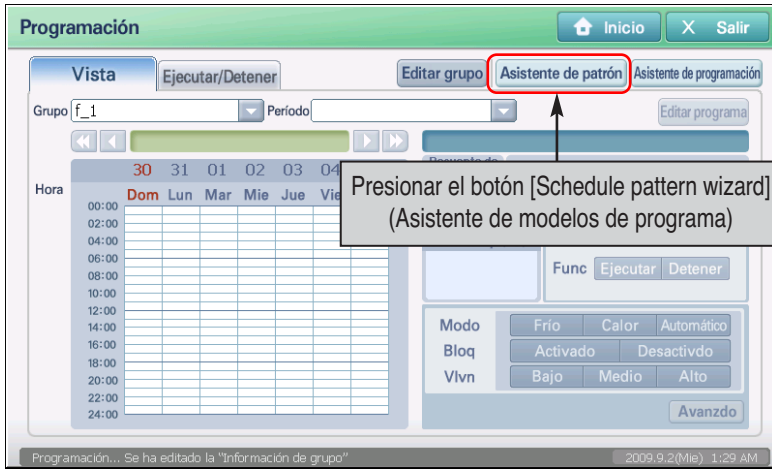 Programación
Inicio
X Salir
Vista
Ejecutar/Detener
Editar grupo
Asistente de patrón
Asistente de programación
Grupo f_1
Período
Editar programa
30 31 01 02 03 04
Hora
Dom Lun Mar Mie Jue Vie
Presionar el botón [Schedule pattern wizard]
(Asistente de modelos de programa)
00:00
02:00
04:00
06:00
08:00
10:00
12:00
14:00
16:00
18:00
20:00
22:00
24:00
Func Ejecutar Detener
Modo Frío Calor Automático
Bloq Activado Desactivdo
Vlvn Bajo Medio Alto
Avanzdo
Programación... Se ha editado la "Información de grupo"
2009.9.2(Mie) 1:29 AM